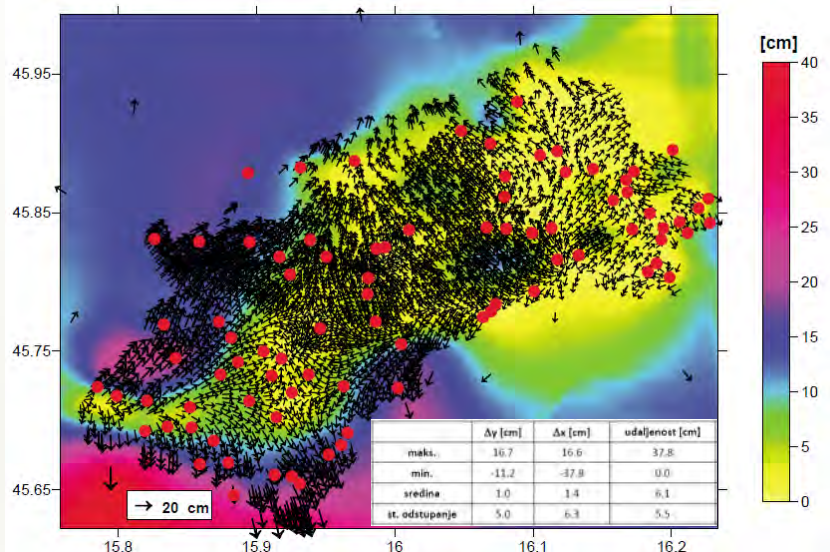 [cm]
45.95
45.85
45.75
45.65
40
35
30
25
20
15
10
5
0
Δy [cm] Δx [cm] udaljenost [cm]
maks. 16.7 16.6 37.8
min. -11.2 -37.8 0.0
sredina 1.0 1.4 6.1
st. odstupanje 5.0 6.3 5.5
20 cm
15.8 15.9 16 16.1 16.2